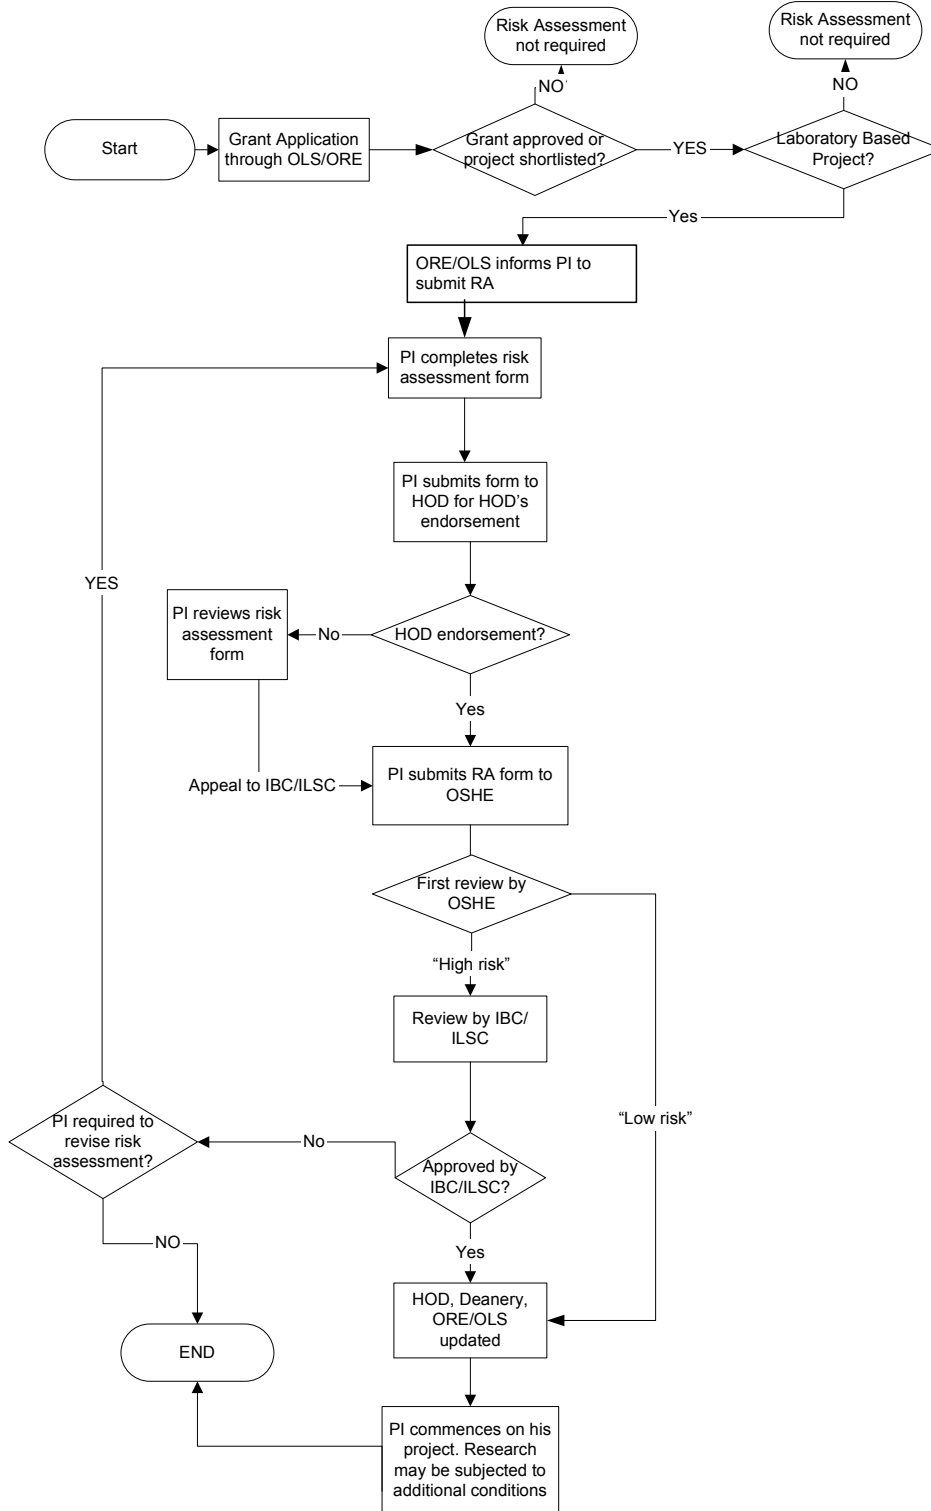 Risk Assessment
not required
Risk Assessment
not required
NO
NO
Start
Grant Application
through OLS/ORE
Grant approved or
project shortlisted?
YES
Laboratory Based
Project?
Yes
ORE/OLS informs PI to
submit RA
PI completes risk
assessment form
PI submits form to
HOD for HOD's
endorsement
YES
PI reviews risk
assessment
form
No
HOD endorsement?
Yes
Appeal to IBC/ILSC
PI submits RA form to
OSHE
First review by
OSHE
“High risk”
Review by IBC/
ILSC
“Low risk”
PI required to
revise risk
assessment?
No
Approved by
IBC/ILSC?
NO
Yes
HOD, Deanery,
ORE/OLS
updated
END
PI commences on his
project. Research
may be subjected to
additional conditions